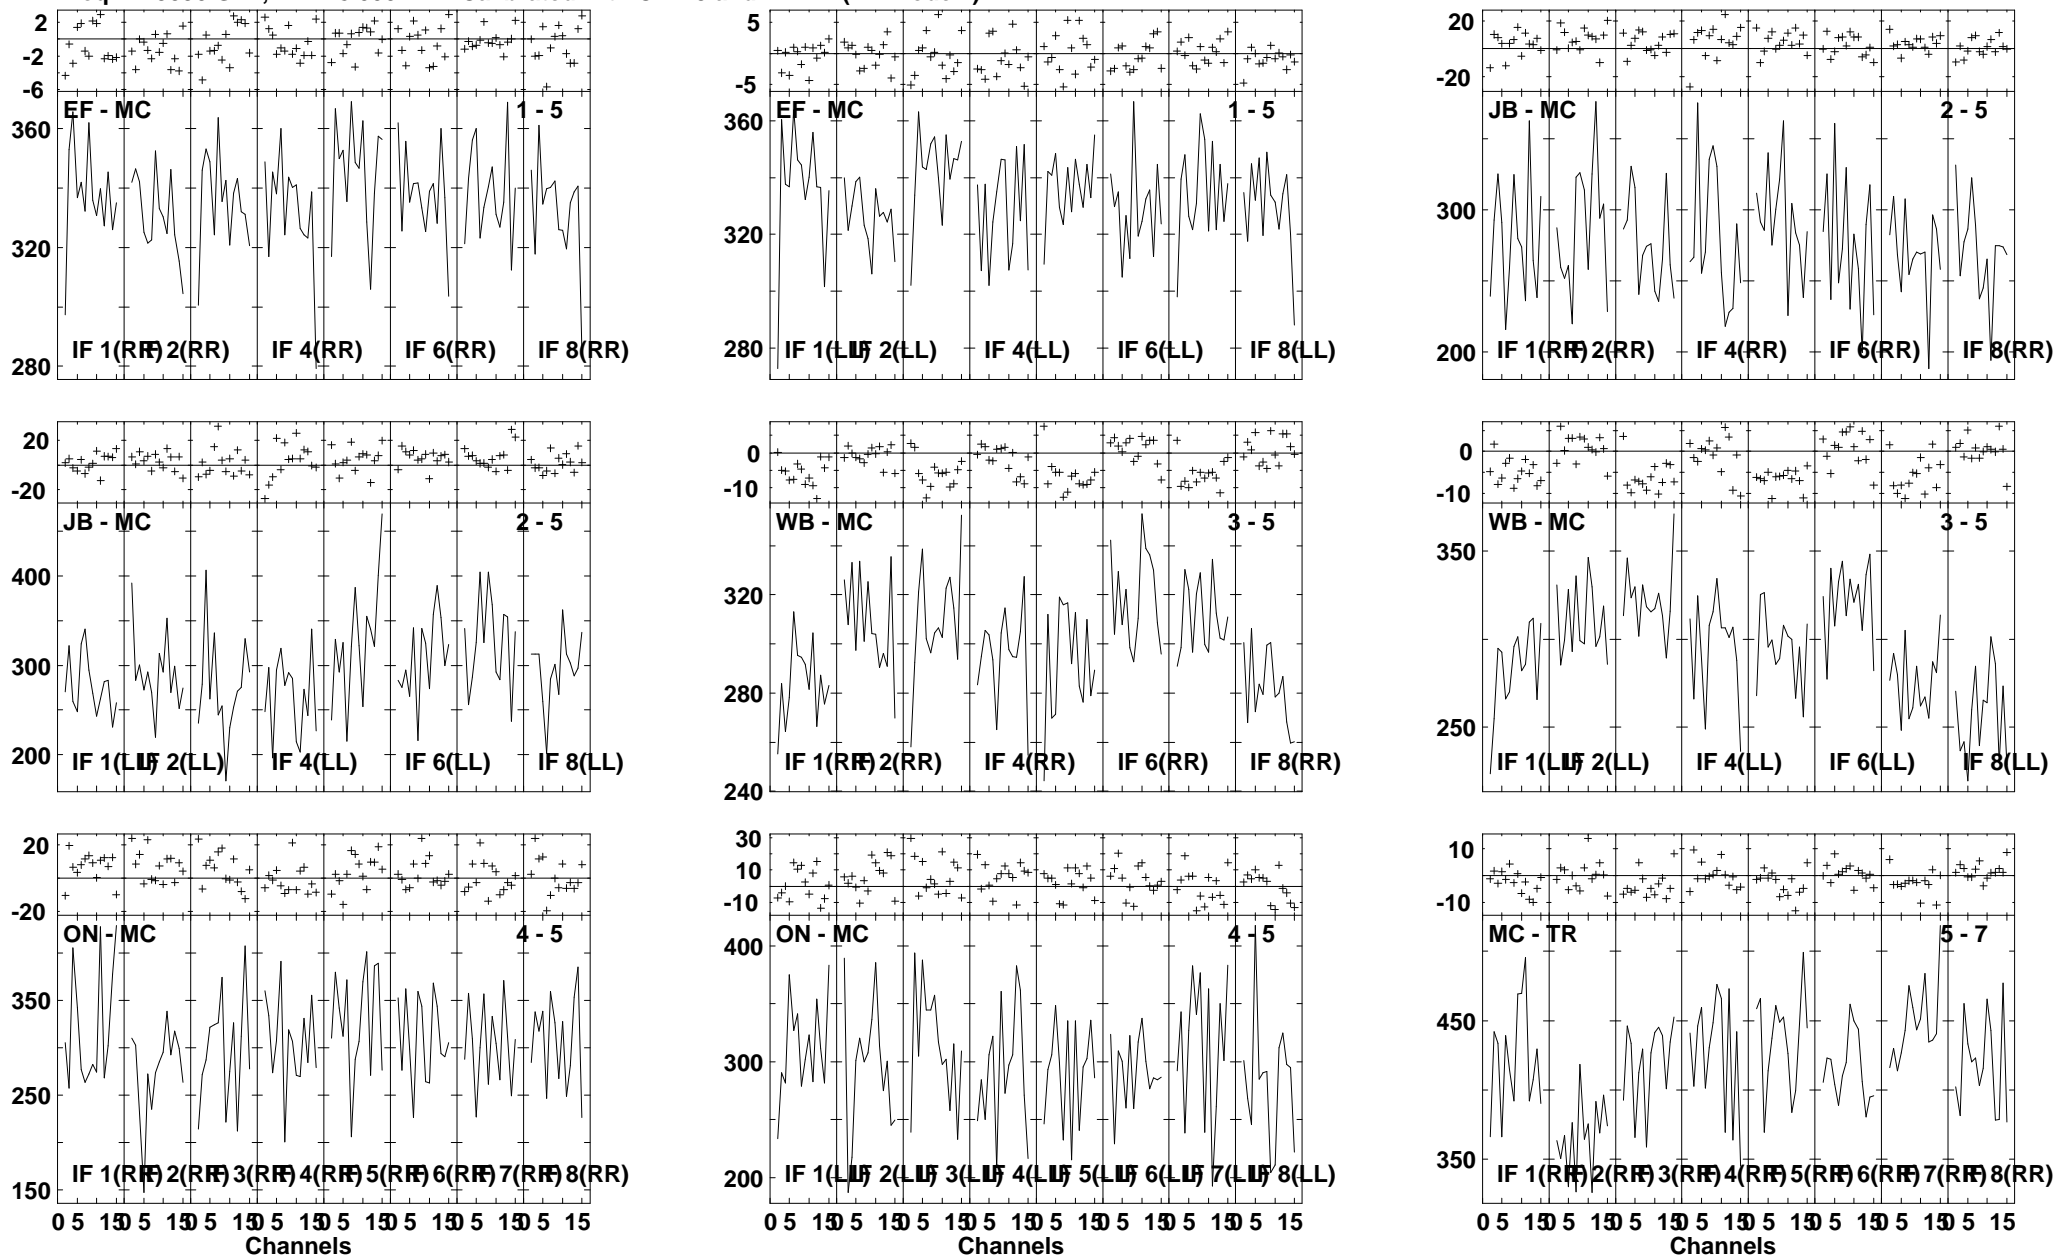 2 5 20
-2 -5 -20
-6
EF - MC 1 - 5 EF - MC 1 - 5 JB - MC 2 - 5
360 360
320 320 300
280 280 200
IF 1(RR) IF 2(RR) IF 4(RR) IF 6(RR) IF 8(RR)
IF 1(LL) IF 2(LL) IF 4(LL) IF 6(LL) IF 8(LL)
IF 1(RR) IF 2(RR) IF 4(RR) IF 6(RR) IF 8(RR)
20 0 0
-20 -10 -10
JB - MC 2 - 5 WB - MC 3 - 5 WB - MC 3 - 5
400 320 350
300 280 250
200 240
IF 1(LL) IF 2(LL) IF 4(LL) IF 6(LL) IF 8(LL)
IF 1(RR) IF 2(RR) IF 4(RR) IF 6(RR) IF 8(RR)
IF 1(LL) IF 2(LL) IF 4(LL) IF 6(LL) IF 8(LL)
20 30 10
-20 10 -10
-10
ON - MC 4 - 5 ON - MC 4 - 5 MC - TR 5 - 7
350 400 450
250 300 350
150 200
IF 1(RR) IF 2(RR) IF 3(RR) IF 4(RR) IF 5(RR) IF 6(RR) IF 7(RR) IF 8(RR)
IF 1(LL) IF 2(LL) IF 3(LL) IF 4(LL) IF 5(LL) IF 6(LL) IF 7(LL) IF 8(LL)
IF 1(RR) IF 2(RR) IF 3(RR) IF 4(RR) IF 5(RR) IF 6(RR) IF 7(RR) IF 8(RR)
0 5 15 0 5 15 0 5 15 0 5 15 0 5 15 0 5 15 0 5 15 0 5 15
0 5 15 0 5 15 0 5 15 0 5 15 0 5 15 0 5 15 0 5 15 0 5 15
0 5 15 0 5 15 0 5 15 0 5 15 0 5 15 0 5 15 0 5 15 0 5 15
Channels Channels Channels